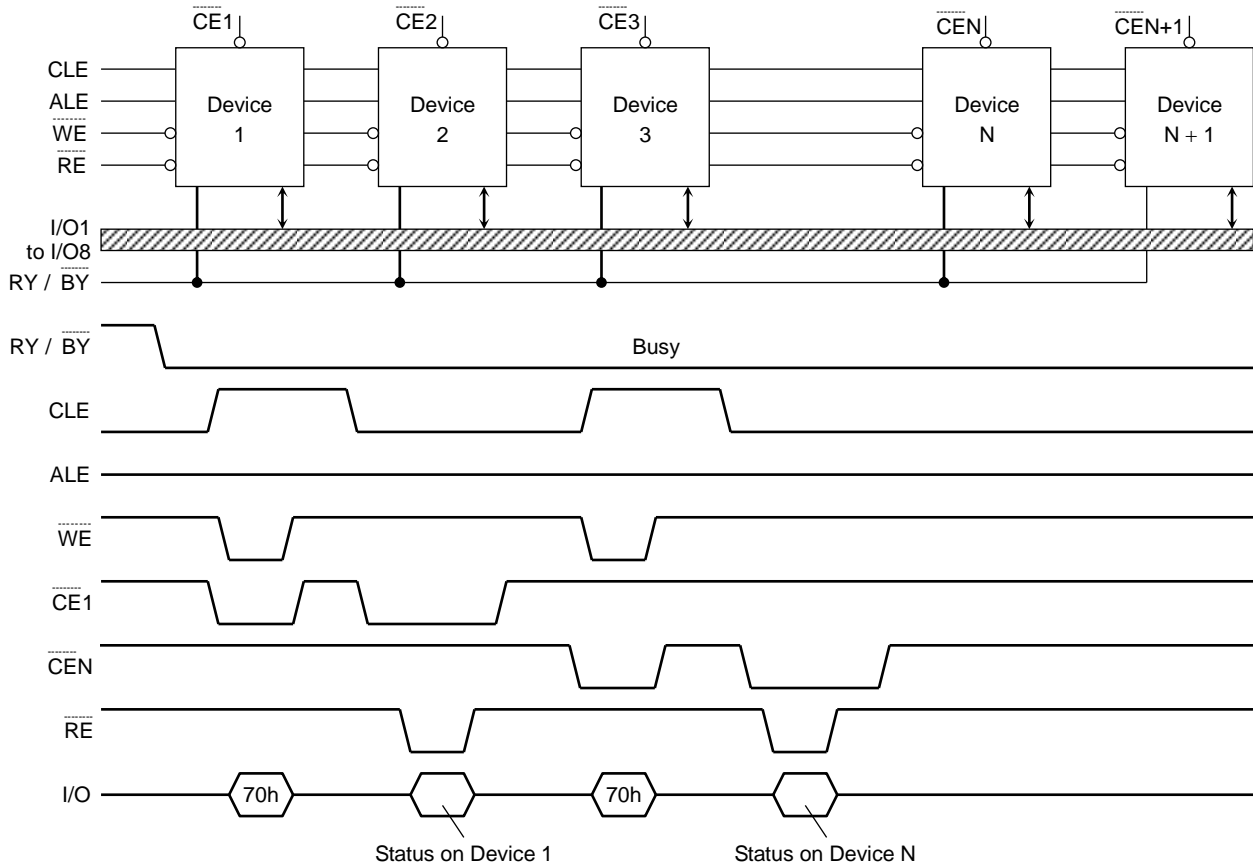 CE1 CE2 CE3 CEN CEN+1
CLE
ALE
WE
RE
Device 1
Device 2
Device 3
Device N
Device N + 1
I/O1
to I/O8
RY / BY
RY / BY
Busy
CLE
ALE
WE
CE1
CEN
RE
I/O
70h
70h
Status on Device 1
Status on Device N